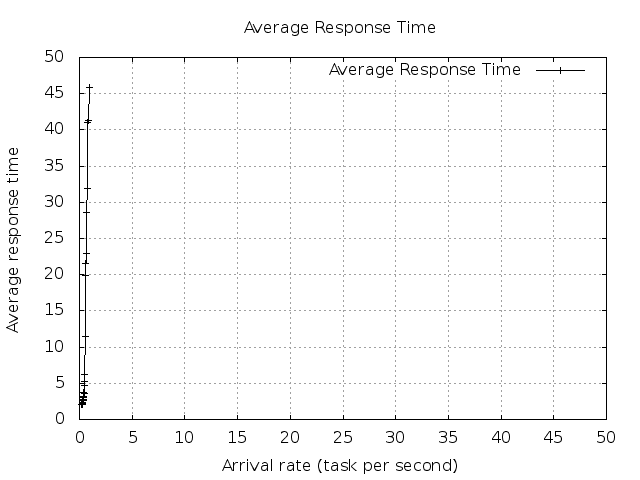 Average Response Time
Average Response Time
50
45
40
35
30
25
20
15
10
5
0
Average response time
0 5 10 15 20 25 30 35 40 45 50
Arrival rate (task per second)